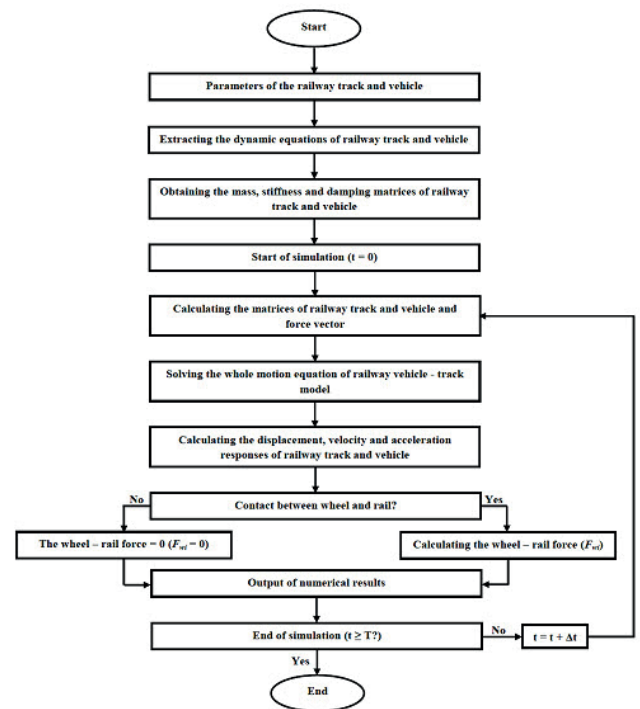 Start
Parameters of the railway track and vehicle
Extracting the dynamic equations of railway track and vehicle
Obtaining the mass, stiffness and damping matrices of railway
track and vehicle
Start of simulation (t = 0)
Calculating the matrices of railway track and vehicle and
force vector
Solving the whole motion equation of railway vehicle - track
model
Calculating the displacement, velocity and acceleration
responses of railway track and vehicle
No
Contact between wheel and rail?
Yes
The wheel – rail force = 0 (Fwi = 0)
Calculating the wheel – rail force (Fwi)
Output of numerical results
End of simulation (t ≥ T?)
No
t = t + Δt
Yes
End